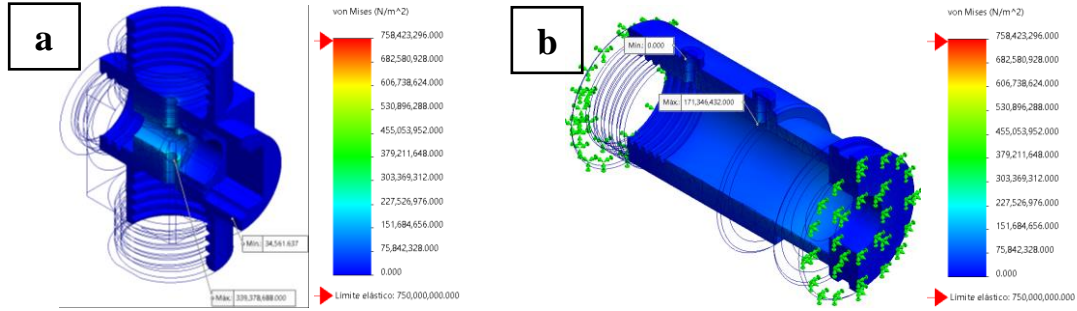 a
von Mises (N/m^2)
758,423,296.000
682,580,928.000
606,738,624.000
530,896,288.000
455,053,952.000
379,211,648.000
303,369,312.000
227,526,976.000
151,684,656.000
75,842,328.000
0.000
Límite elástico: 750,000,000.000
Mín.: 34,561.637
Máx.: 339,378,688.000
b
von Mises (N/m^2)
758,423,296.000
682,580,928.000
606,738,624.000
530,896,288.000
455,053,952.000
379,211,648.000
303,369,312.000
227,526,976.000
151,684,656.000
75,842,328.000
0.000
Límite elástico: 750,000,000.000
Mín.: 0.000
Máx.: 171,346,432.000